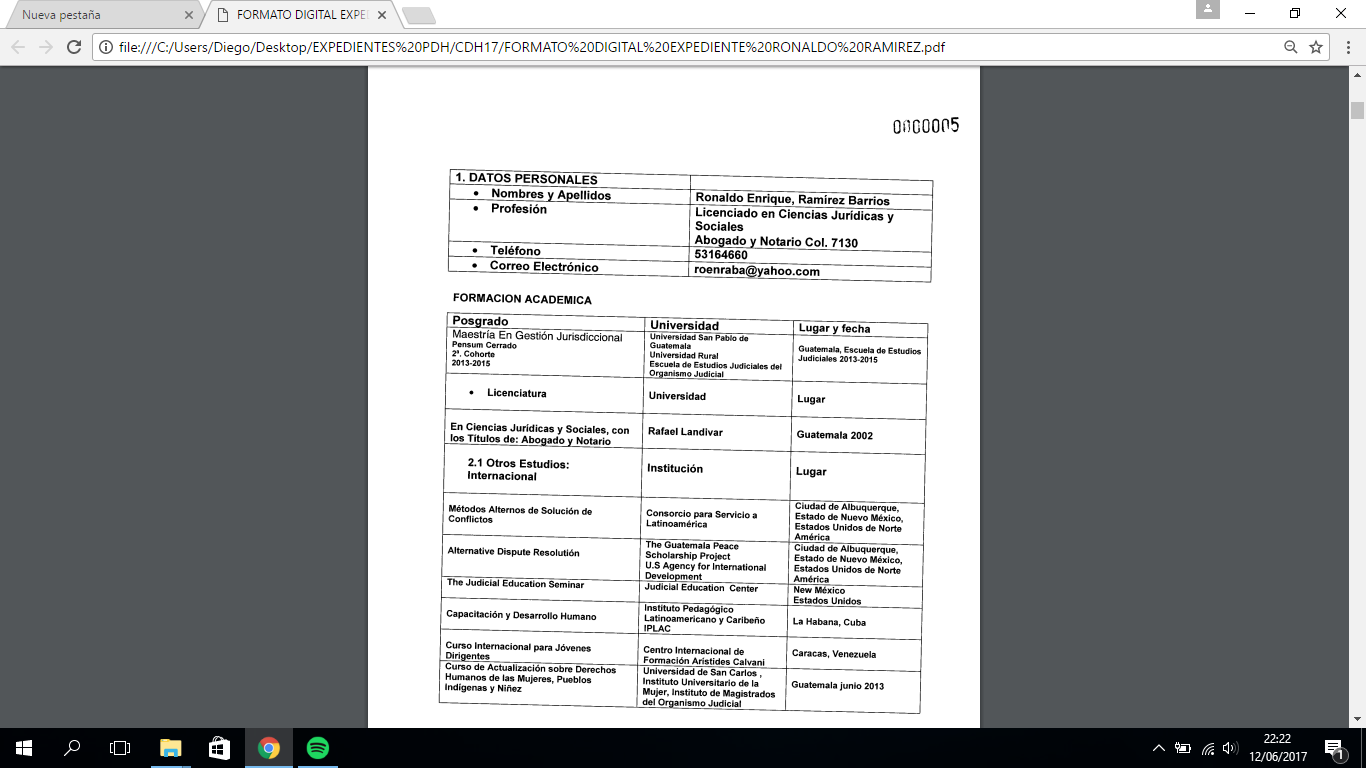 Nueva pestaña
FORMATO DIGITAL EXPE
file:///C:/Users/Diego/Desktop/EXPEDIENTES%20PDH/CDH17/FORMATO%20DIGITAL%20EXPEDIENTE%20RONALDO%20RAMIREZ.pdf
0000005
1. DATOS PERSONALES
• Nombres y Apellidos
Ronaldo Enrique, Ramirez Barrios
• Profesión
Licenciado en Ciencias Jurídicas y
Sociales
Abogado y Notario Col. 7130
• Teléfono
53164660
• Correo Electrónico
roenraba@yahoo.com
FORMACION ACADEMICA
Posgrado
Universidad
Lugar y fecha
Maestría En Gestión Jurisdiccional
Pensum Cerrado
2ª. Cohorte
2013-2015
Universidad San Pablo de
Guatemala
Universidad Rural
Escuela de Estudios Judiciales del
Organismo Judicial
Guatemala, Escuela de Estudios
Judiciales 2013-2015
• Licenciatura
Universidad
Lugar
En Ciencias Jurídicas y Sociales, con
los Titulos de: Abogado y Notario
Rafael Landivar
Guatemala 2002
2.1 Otros Estudios:
Internacional
Institución
Lugar
Métodos Alternos de Solución de
Conflictos
Consorcio para Servicio a
Latinoamérica
Ciudad de Albuquerque,
Estado de Nuevo México,
Estados Unidos de Norte
América
Alternative Dispute Resolutión
The Guatemala Peace
Scholarship Project
U.S Agency for International
Development
Ciudad de Albuquerque,
Estado de Nuevo México,
Estados Unidos de Norte
América
The Judicial Education Seminar
Judicial Education Center
New México
Estados Unidos
Capacitación y Desarrollo Humano
Instituto Pedagógico
Latinoamericano y Caribeño
IPLAC
La Habana, Cuba
Curso Internacional para Jóvenes
Dirigentes
Centro Internacional de
Formación Arístides Calvani
Caracas, Venezuela
Curso de Actualización sobre Derechos
Humanos de las Mujeres, Pueblos
Indígenas y Niñez
Universidad de San Carlos ,
Instituto Universitario de la
Mujer, Instituto de Magistrados
del Organismo Judicial
Guatemala junio 2013
22:22
12/06/2017
1